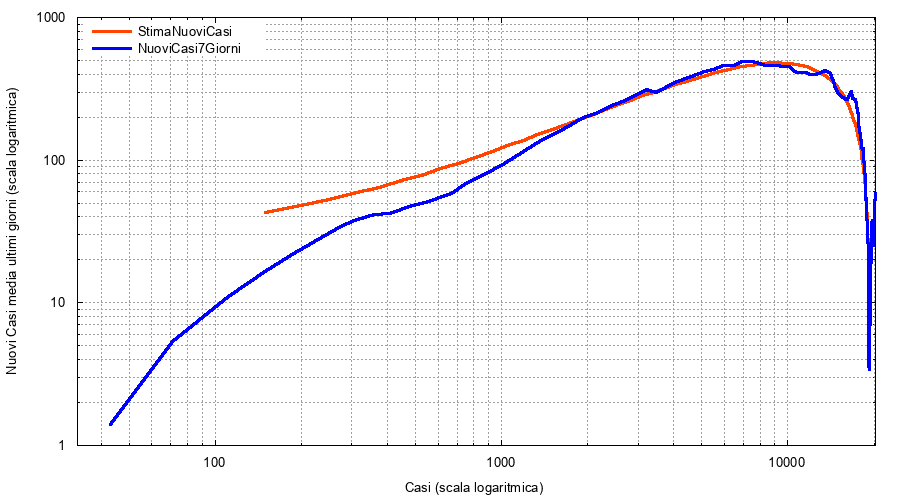 1000
StimaNuoviCasi
NuoviCasi7Giorni
100
10
1
Nuovi Casi media ultimi giorni (scala logaritmica)
100
1000
10000
Casi (scala logaritmica)